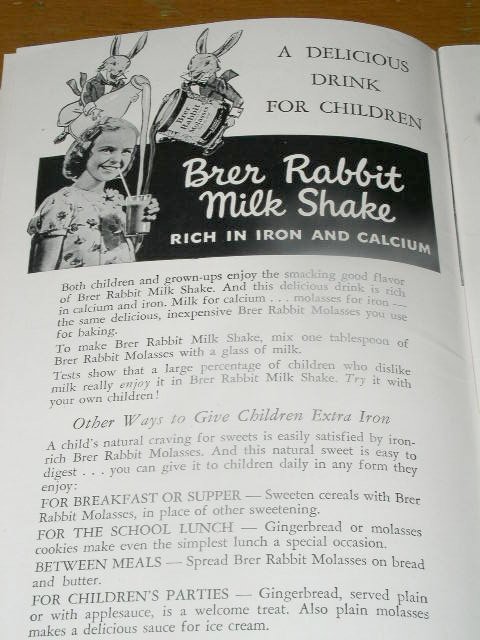 A DELICIOUS
DRINK
FOR CHILDREN
Brer Rabbit
Molasses
Brer Rabbit
Milk Shake
RICH IN IRON AND CALCIUM
Both children and grown-ups enjoy the smacking good flavor
of Brer Rabbit Milk Shake. And this delicious drink is rich
in calcium and iron. Milk for calcium . . . molasses for iron —
the same delicious, inexpensive Brer Rabbit Molasses you use
for baking.
To make Brer Rabbit Milk Shake, mix one tablespoon of
Brer Rabbit Molasses with a glass of milk.
Tests show that a large percentage of children who dislike
milk really enjoy it in Brer Rabbit Milk Shake. Try it with
your own children!
Other Ways to Give Children Extra Iron
A child's natural craving for sweets is easily satisfied by iron-
rich Brer Rabbit Molasses. And this natural sweet is easy to
digest . . . you can give it to children daily in any form they
enjoy:
FOR BREAKFAST OR SUPPER — Sweeten cereals with Brer
Rabbit Molasses, in place of other sweetening.
FOR THE SCHOOL LUNCH — Gingerbread or molasses
cookies make even the simplest lunch a special occasion.
BETWEEN MEALS — Spread Brer Rabbit Molasses on bread
and butter.
FOR CHILDREN'S PARTIES — Gingerbread, served plain
or with applesauce, is a welcome treat. Also plain molasses
makes a delicious sauce for ice cream.